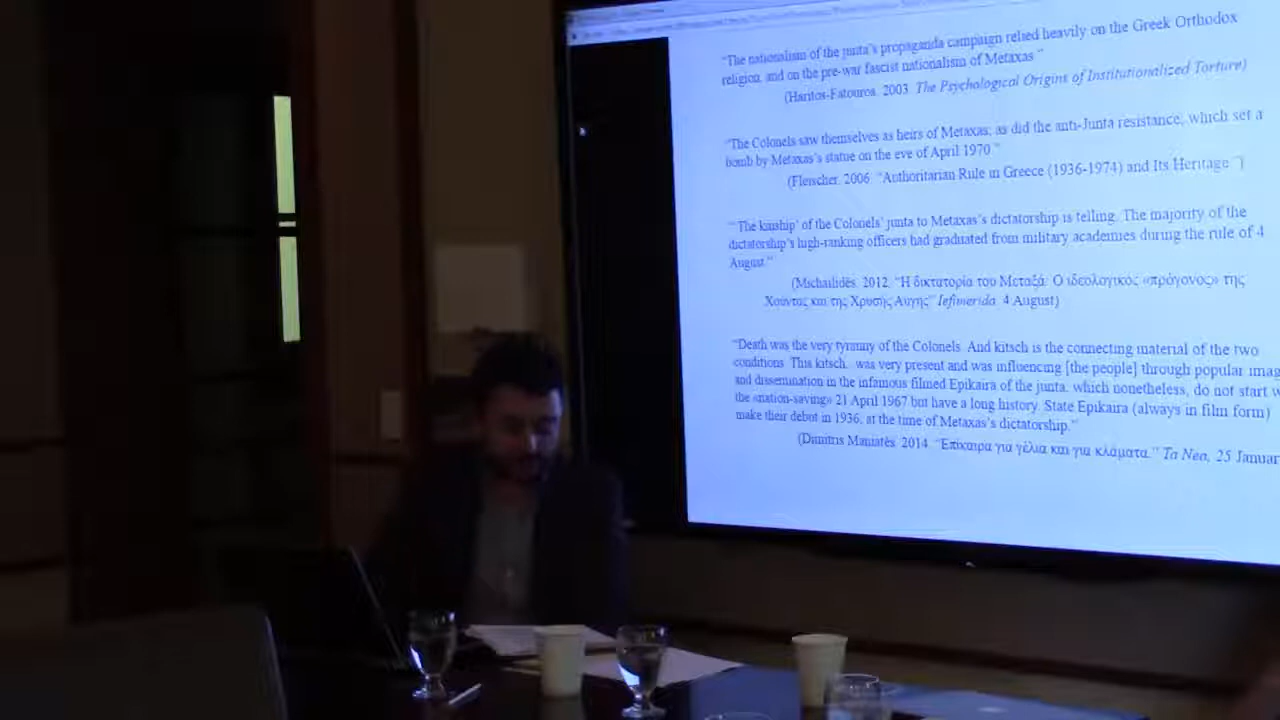 "The nationalism of the junta's propaganda campaign relied heavily on the Greek Orthodox
religion, and on the pre-war fascist nationalism of Metaxas."
(Haritos-Fatouros. 2003. The Psychological Origins of Institutionalized Torture)
"The Colonels saw themselves as heirs of Metaxas; as did the anti-Junta resistance, which set a
bomb by Metaxas's statue on the eve of April 1970."
(Fleischer. 2006. "Authoritarian Rule in Greece (1936-1974) and Its Heritage.")
"'The kinship' of the Colonels' junta to Metaxas's dictatorship is telling. The majority of the
dictatorship's high-ranking officers had graduated from military academies during the rule of 4
August."
(Michailidēs. 2012. "Η δικτατορία του Μεταξά: Ο ιδεολογικός «πρόγονος» της
Χούντας και της Χρυσής Αυγής" Iefimerida. 4 August)
"Death was the very tyranny of the Colonels. And kitsch is the connecting material of the two
conditions. This kitsch.. was very present and was influencing [the people] through popular imag
and dissemination in the infamous filmed Epikaira of the junta, which nonetheless, do not start w
the «nation-saving» 21 April 1967 but have a long history. State Epikaira (always in film form)
make their debut in 1936, at the time of Metaxas's dictatorship."
(Dimitris Maniatēs. 2014. "Επίκαιρα για γέλια και για κλάματα." Ta Nea, 25 Januar